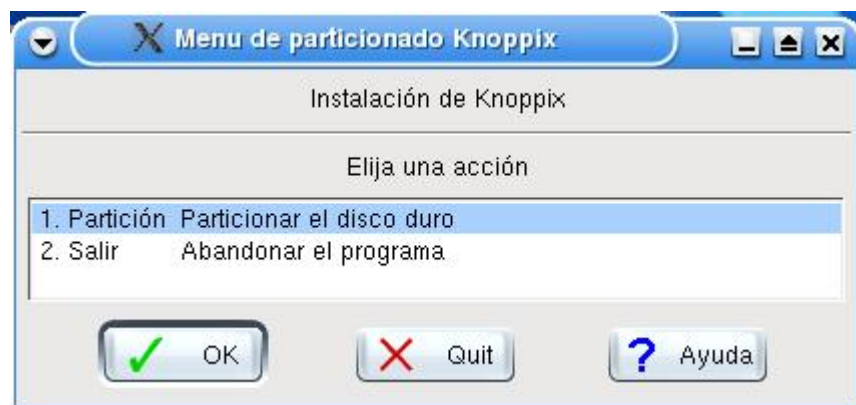 Menu de particionado Knoppix
Instalación de Knoppix
Elija una acción
1. Partición Particionar el disco duro
2. Salir Abandonar el programa
OK Quit Ayuda